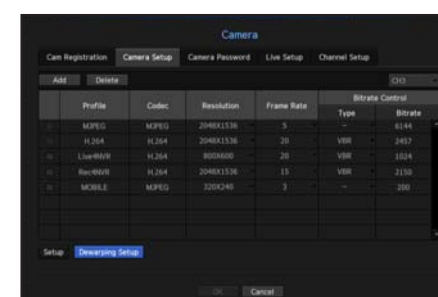 Camera
Cam Registration Camera Setup Camera Password Live Setup Channel Setup
Add Delete CH3
Profile Codec Resolution Frame Rate Bitrate Control
Type Bitrate
MJPEG MJPEG 2048X1536 5 - 6144
H.264 H.264 2048X1536 20 VBR 2457
Live4NVR H.264 800X600 20 VBR 1024
Rec4NVR H.264 2048X1536 15 VBR 2150
MOBILE MJPEG 320X240 3 - 200
Setup Dewarping Setup
OK Cancel